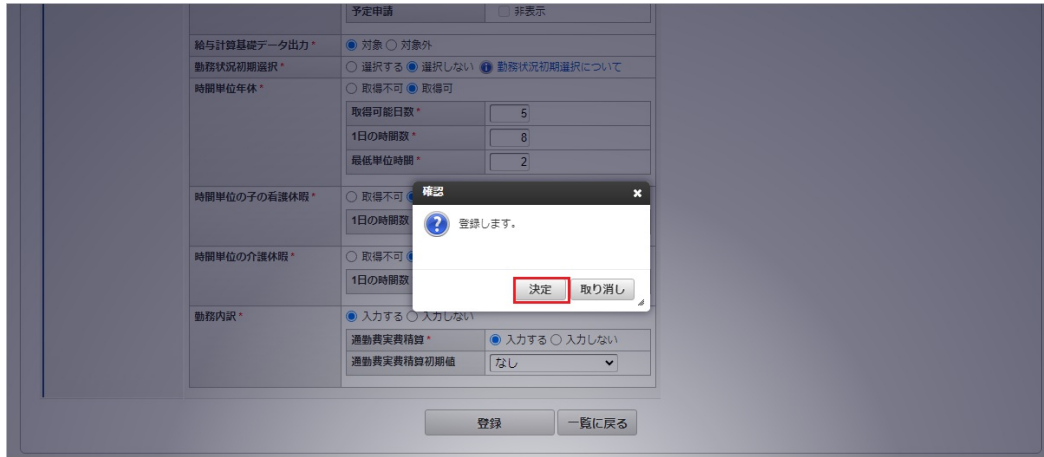 予定申請 非表示
給与計算基礎データ出力* 対象 対象外
勤務状況初期選択* 選択する 選択しない 勤務状況初期選択について
時間単位年休* 取得不可 取得可
取得可能日数* 5
1日の時間数* 8
最低単位時間* 2
確認
時間単位の子の看護休暇* 取得不可
登録します。
1日の時間数
時間単位の介護休暇* 取得不可
1日の時間数
決定 取り消し
勤務内訳* 入力する 入力しない
通勤費実費精算* 入力する 入力しない
通勤費実費精算初期値 なし
登録 一覧に戻る